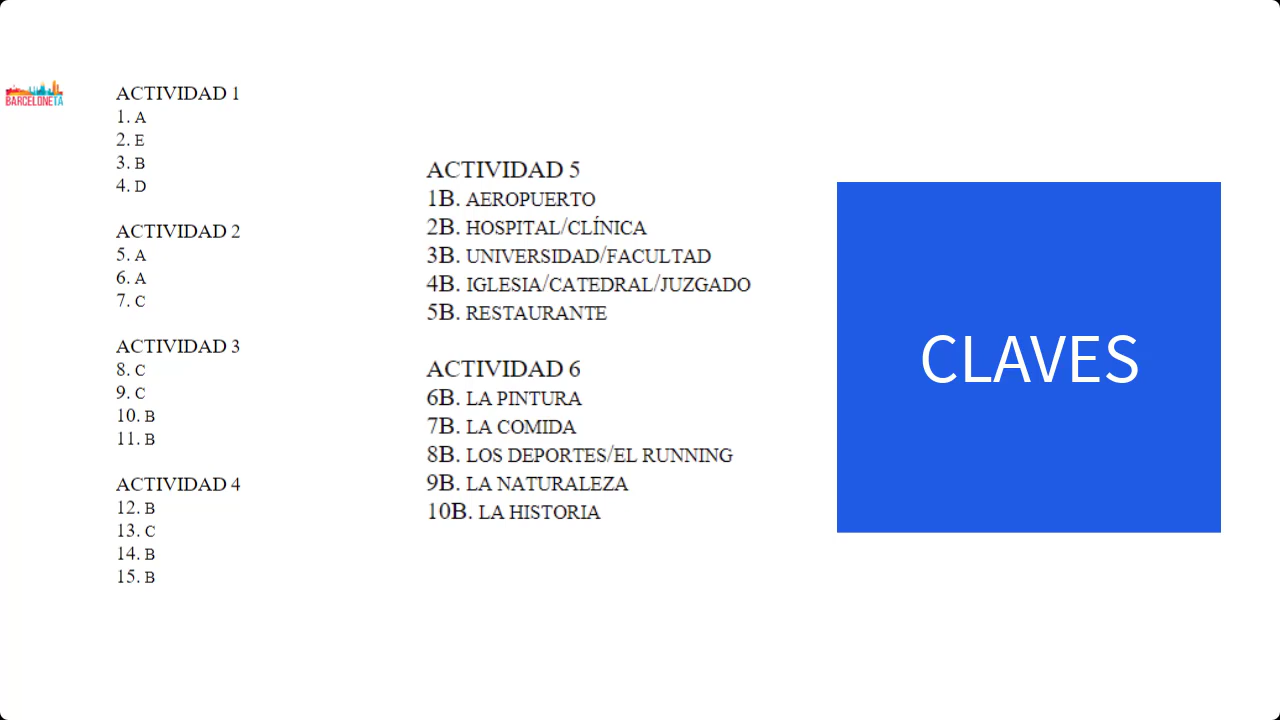 BARCELONETA
ACTIVIDAD 1
1. A
2. E
3. B
4. D
ACTIVIDAD 2
5. A
6. A
7. C
ACTIVIDAD 3
8. C
9. C
10. B
11. B
ACTIVIDAD 4
12. B
13. C
14. B
15. B
ACTIVIDAD 5
1B. AEROPUERTO
2B. HOSPITAL/CLÍNICA
3B. UNIVERSIDAD/FACULTAD
4B. IGLESIA/CATEDRAL/JUZGADO
5B. RESTAURANTE
ACTIVIDAD 6
6B. LA PINTURA
7B. LA COMIDA
8B. LOS DEPORTES/EL RUNNING
9B. LA NATURALEZA
10B. LA HISTORIA
CLAVES